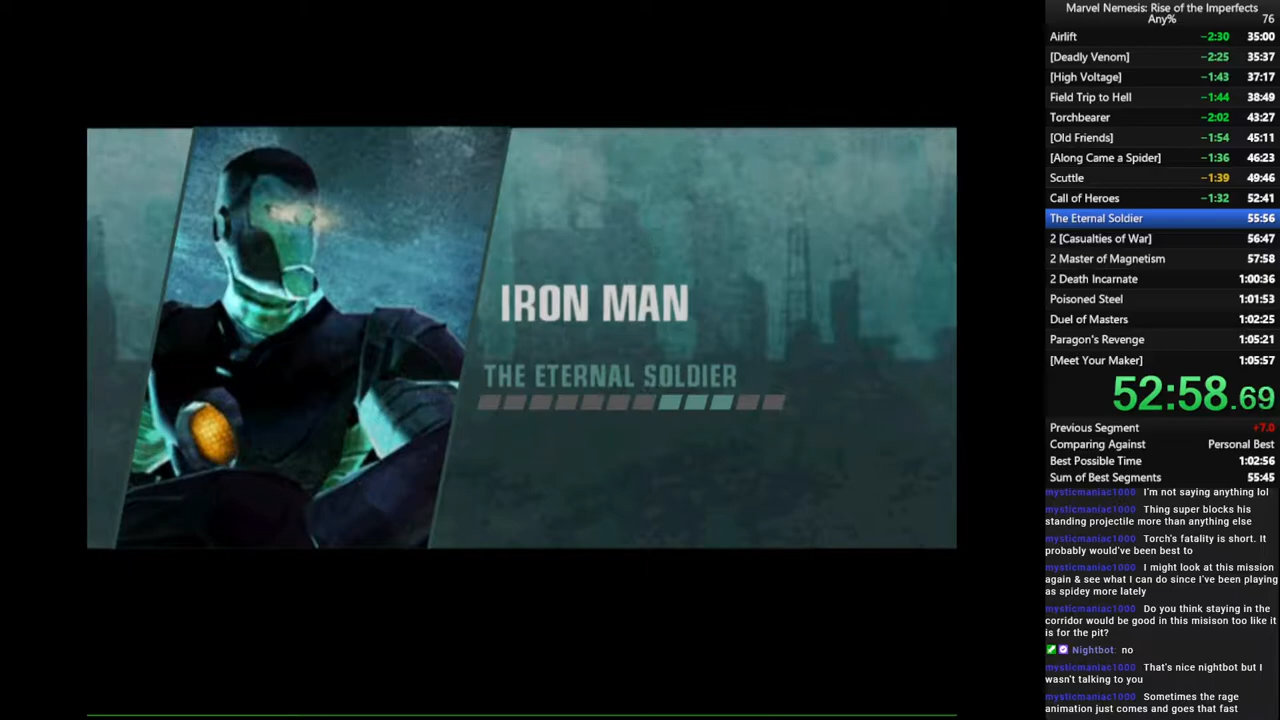 IRON MAN
THE ETERNAL SOLDIER
Marvel Nemesis: Rise of the Imperfects
Any% 76
Airlift −2:30 35:00
[Deadly Venom] −2:25 35:37
[High Voltage] −1:43 37:17
Field Trip to Hell −1:44 38:49
Torchbearer −2:02 43:27
[Old Friends] −1:54 45:11
[Along Came a Spider] −1:36 46:23
Scuttle −1:39 49:46
Call of Heroes −1:32 52:41
The Eternal Soldier 55:56
2 [Casualties of War] 56:47
2 Master of Magnetism 57:58
2 Death Incarnate 1:00:36
Poisoned Steel 1:01:53
Duel of Masters 1:02:25
Paragon's Revenge 1:05:21
[Meet Your Maker] 1:05:57
52:58.69
Previous Segment +7.0
Comparing Against Personal Best
Best Possible Time 1:02:56
Sum of Best Segments 55:45
mysticmaniac1000 I'm not saying anything lol
mysticmaniac1000 Thing super blocks his
standing projectile more than anything else
mysticmaniac1000 Torch's fatality is short. It
probably would've been best to
mysticmaniac1000 I might look at this mission
again & see what I can do since I've been playing
as spidey more lately
mysticmaniac1000 Do you think staying in the
corridor would be good in this misison too like it
is for the pit?
Nightbot: no
mysticmaniac1000 That's nice nightbot but I
wasn't talking to you
mysticmaniac1000 Sometimes the rage
animation just comes and goes that fast